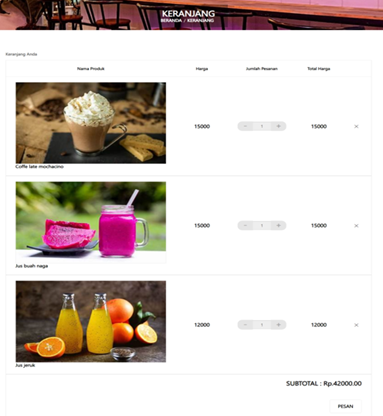 KERANJANG
BERANDA / KERANJANG
Keranjang Anda
Nama Produk Harga Jumlah Pesanan Total Harga
15000 - 1 + 15000 ×
Coffe late mochacino
15000 - 1 + 15000 ×
Jus buah naga
12000 - 1 + 12000 ×
Jus jeruk
SUBTOTAL : Rp.42000.00
PESAN